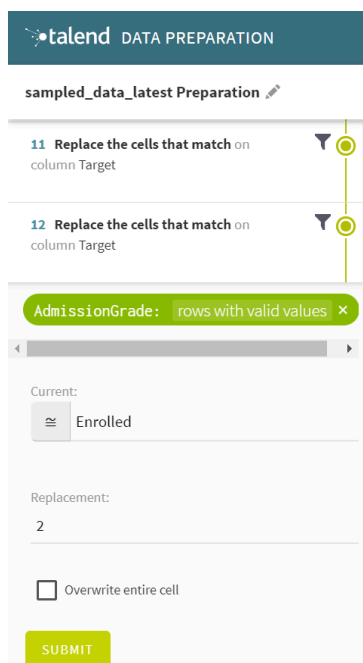 talend DATA PREPARATION
sampled_data_latest Preparation
11 Replace the cells that match on
column Target
12 Replace the cells that match on
column Target
AdmissionGrade: rows with valid values ×
Current:
≅ Enrolled
Replacement:
2
Overwrite entire cell
SUBMIT